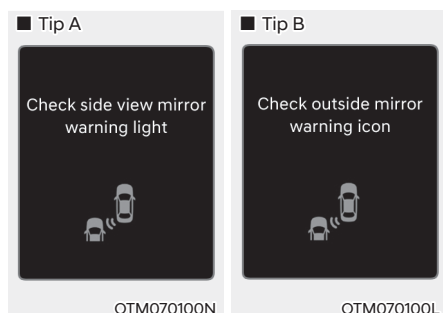 ■ Tip A
Check side view mirror
warning light
OTM070100N
■ Tip B
Check outside mirror
warning icon
OTM070100L